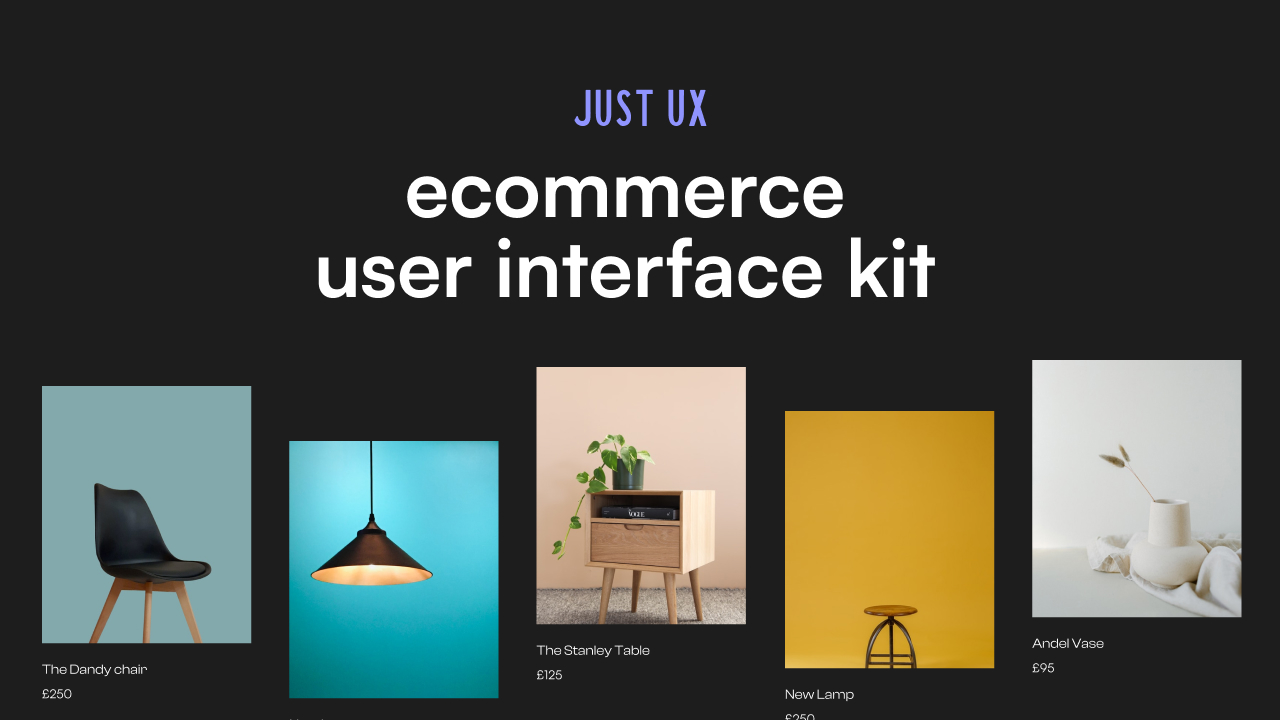 JUST UX
ecommerce
user interface kit
VOGUE
The Dandy chair
£250
The Stanley Table
£125
New Lamp
£250
Andel Vase
£95